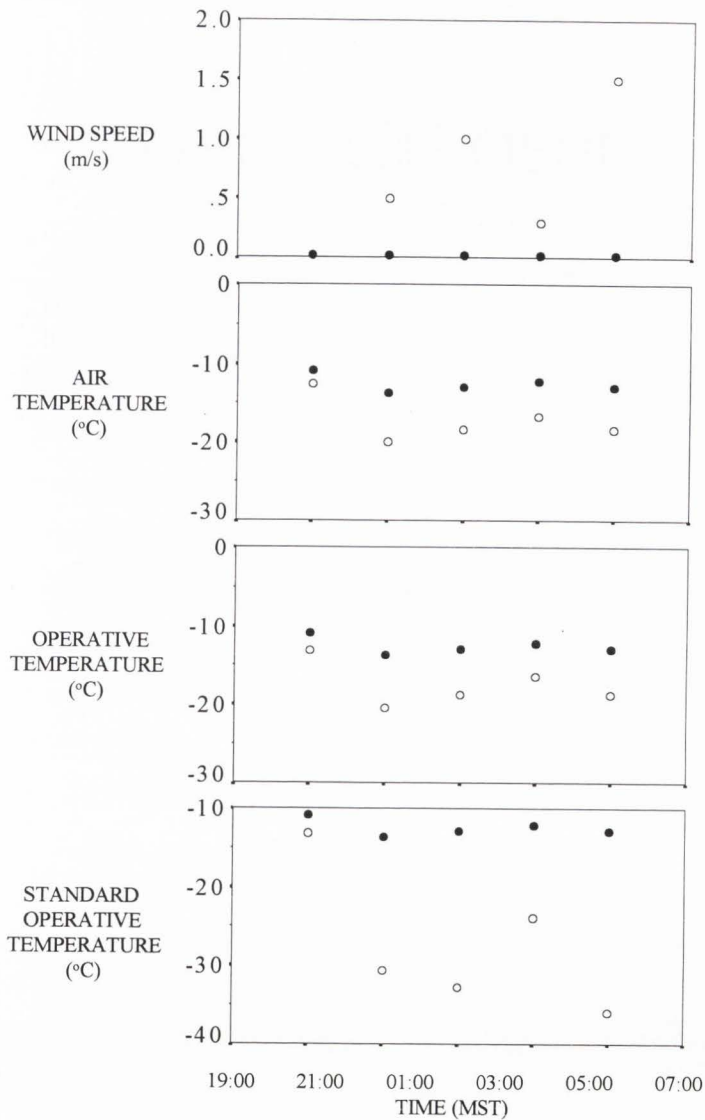 2.0
1.5
1.0
.5
0.0
WIND SPEED
(m/s)
0
-10
-20
-30
AIR
TEMPERATURE
(°C)
0
-10
-20
-30
OPERATIVE
TEMPERATURE
(°C)
-10
-20
-30
-40
STANDARD
OPERATIVE
TEMPERATURE
(°C)
19:00 21:00 01:00 03:00 05:00 07:00
TIME (MST)